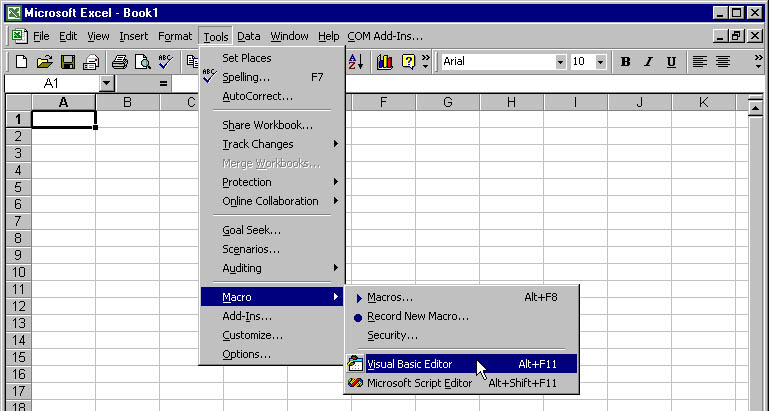 Microsoft Excel - Book1
File Edit View Insert Format Tools Data Window Help COM Add-Ins...
Arial 10 B I U
A1 =
A B C F G H I J K
Set Places
Spelling... F7
AutoCorrect...
Share Workbook...
Track Changes
Merge Workbooks...
Protection
Online Collaboration
Goal Seek...
Scenarios...
Auditing
Macro
Add-Ins...
Customize...
Options...
Macros... Alt+F8
Record New Macro...
Security...
Visual Basic Editor Alt+F11
Microsoft Script Editor Alt+Shift+F11
1
2
3
4
5
6
7
8
9
10
11
12
13
14
15
16
17
18